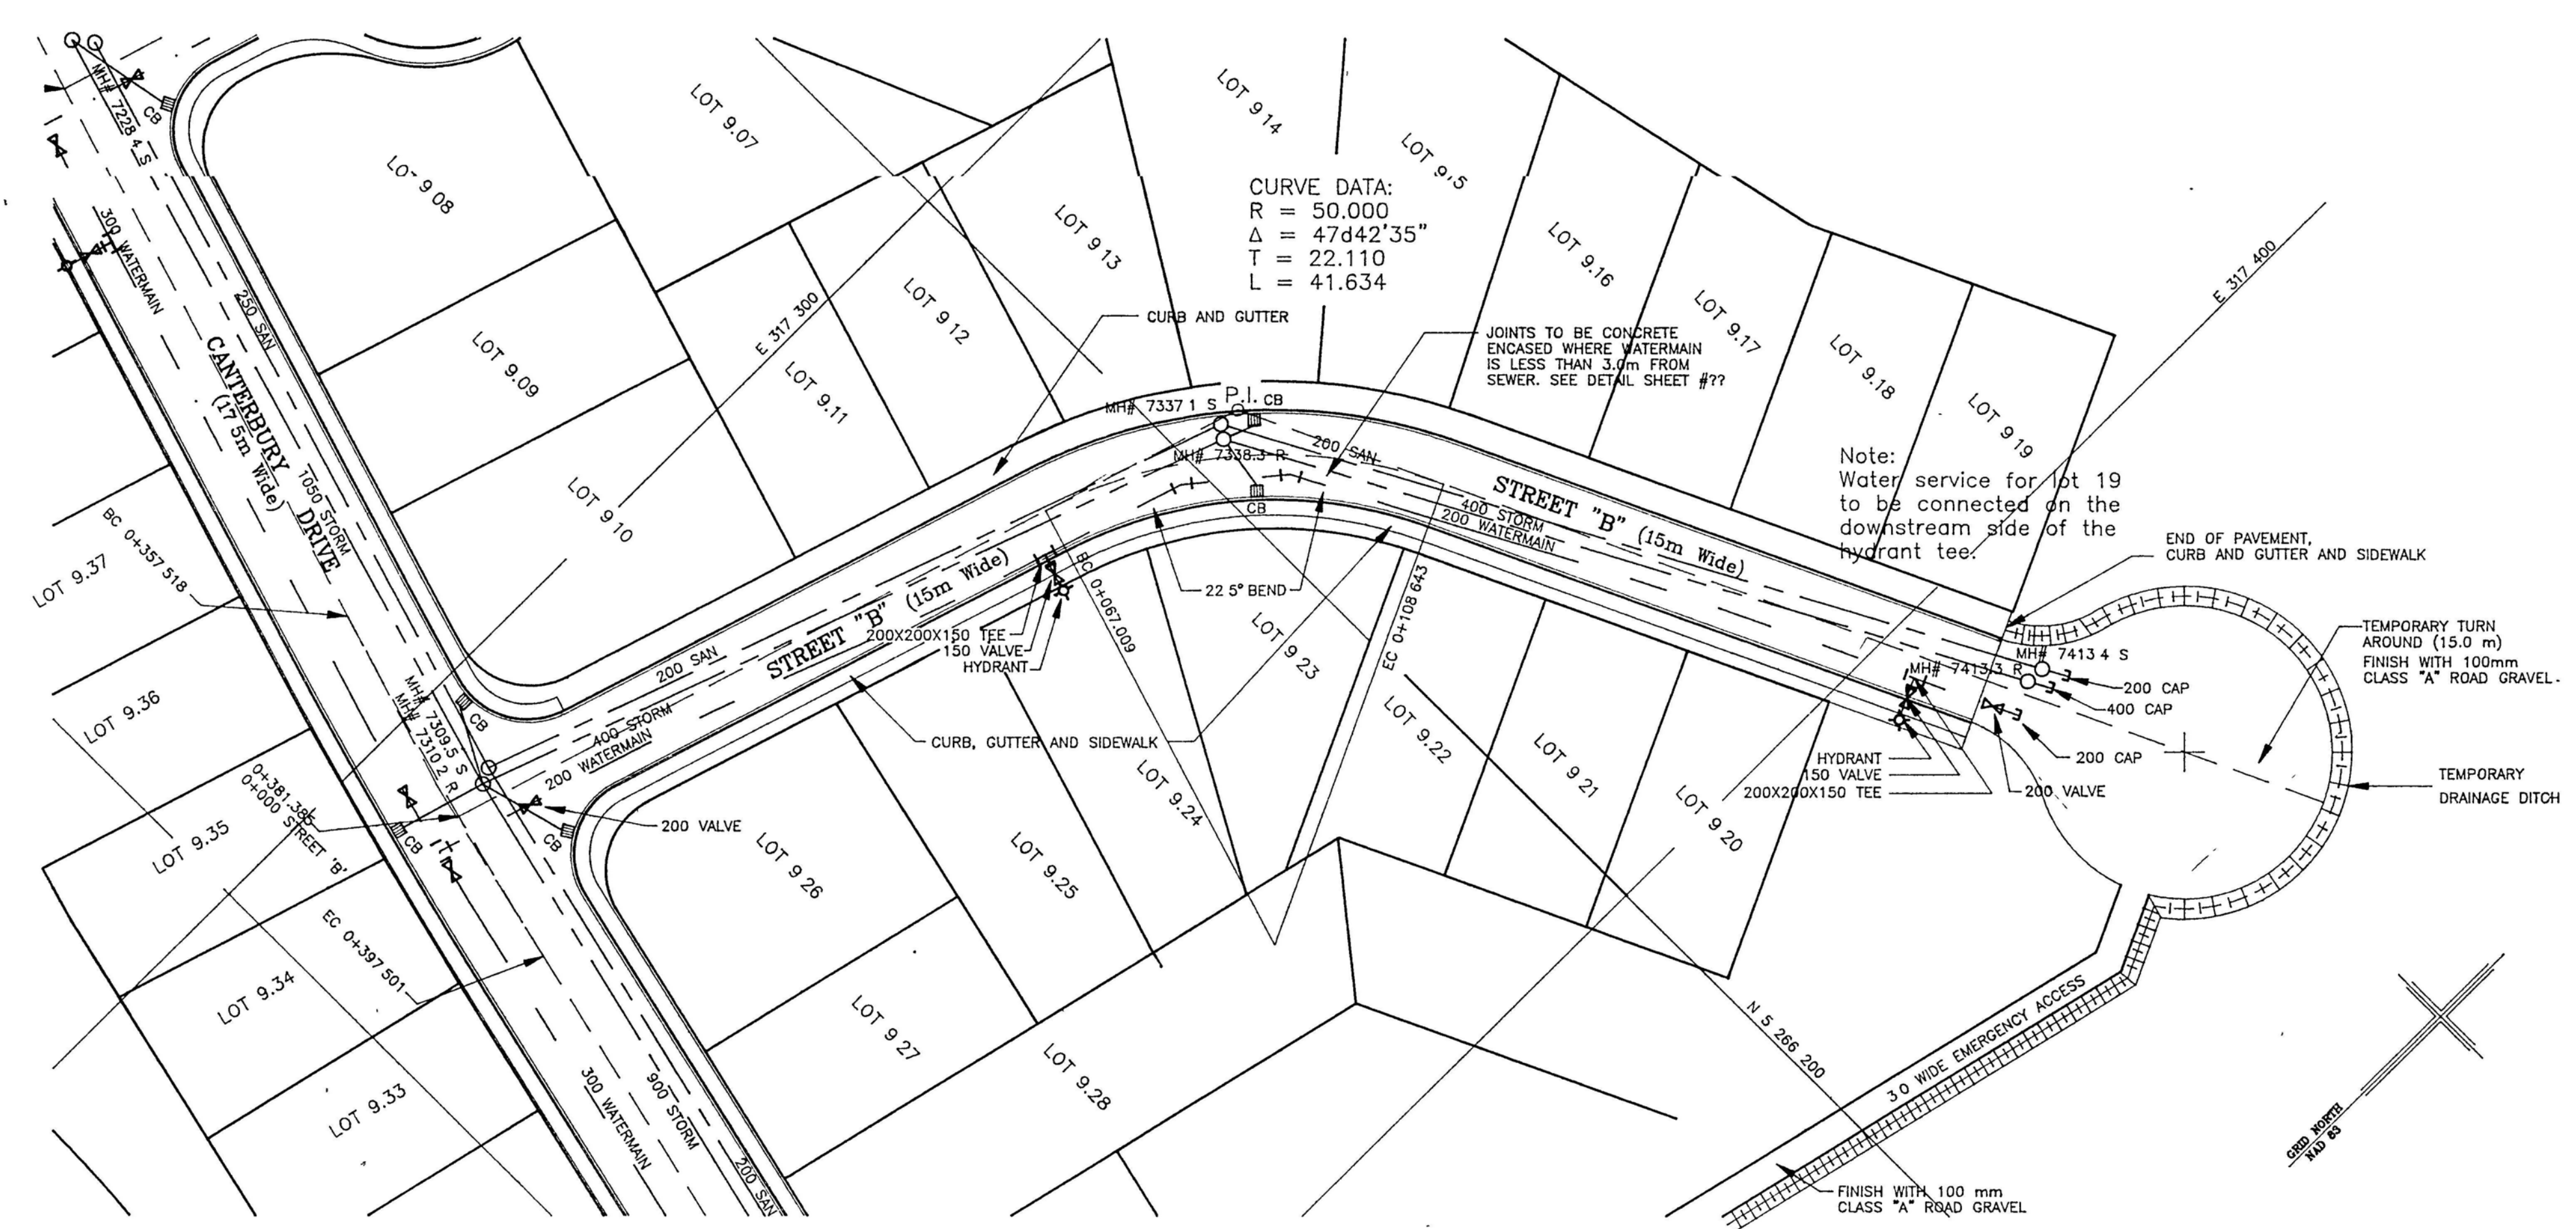 MH# 7228 4 S
CB
300 WATERMAIN
250 SAN
CANTERBURY DRIVE
(17 5m Wide)
1050 STORM
BC 0+357 518
LOT 9.37
LOT 9.36
LOT 9.35
LOT 9.34
LOT 9.33
0+381.385
0+000 STREET 'B'
EC 0+397 501
MH# 7309.5 S
MH# 7310 2 R
CB
CB
CB
200 VALVE
300 WATERMAIN
900 STORM
200 SAN
LO 9 08
LOT 9.07
LOT 9.09
LOT 9 10
E 317 300
LOT 9.11
LOT 9 12
LOT 9 13
LOT 9 14
LOT 9.15
LOT 9.16
LOT 9.17
LOT 9.18
LOT 9 19
CURVE DATA:
R = 50.000
Δ = 47d42'35"
T = 22.110
L = 41.634
CURB AND GUTTER
JOINTS TO BE CONCRETE
ENCASED WHERE WATERMAIN
IS LESS THAN 3.0m FROM
SEWER. SEE DETAIL SHEET #??
MH# 7337 1 S
P.I.
CB
MH# 7338.3 R
200 SAN
CB
STREET "B" (15m Wide)
400 STORM
200 WATERMAIN
Note:
Water service for lot 19
to be connected on the
downstream side of the
hydrant tee.
E 317 400
END OF PAVEMENT,
CURB AND GUTTER AND SIDEWALK
TEMPORARY TURN
AROUND (15.0 m)
FINISH WITH 100mm
CLASS "A" ROAD GRAVEL.
MH# 7413 4 S
MH# 7413.3 R
200 CAP
400 CAP
200 CAP
200 VALVE
HYDRANT
150 VALVE
200X200X150 TEE
TEMPORARY
DRAINAGE DITCH
200 SAN
STREET "B" (15m Wide)
400 STORM
200 WATERMAIN
200X200X150 TEE
150 VALVE
HYDRANT
BC 0+067.009
22 5° BEND
EC 0+108 643
CURB, GUTTER AND SIDEWALK
LOT 9 23
LOT 9.22
LOT 9 21
LOT 9 20
LOT 9.24
LOT 9.25
LOT 9 26
LOT 9 27
LOT 9.28
N 5 266 200
3 0 WIDE EMERGENCY ACCESS
FINISH WITH 100 mm
CLASS "A" ROAD GRAVEL
GRID NORTH
NAD 83